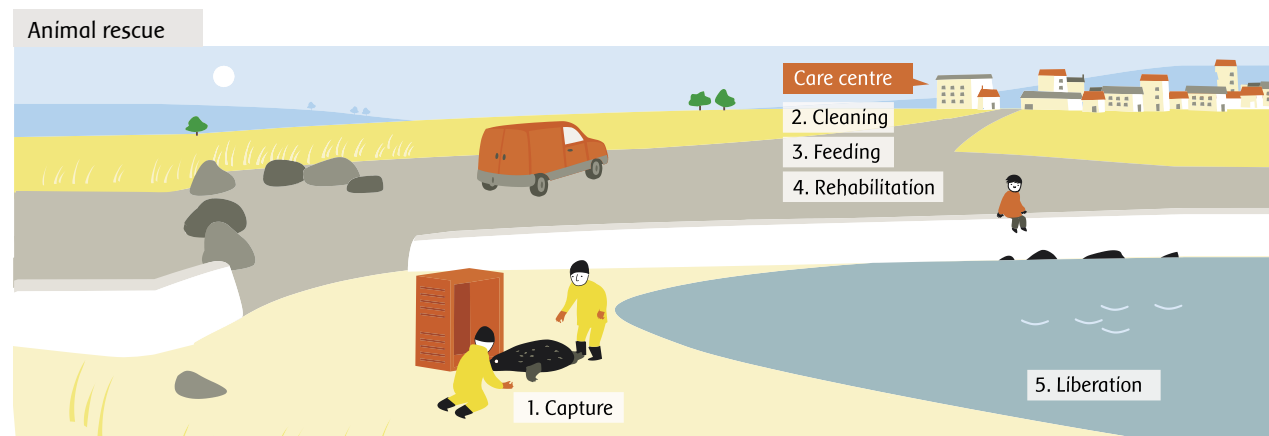 Animal rescue
Care centre
2. Cleaning
3. Feeding
4. Rehabilitation
1. Capture
5. Liberation